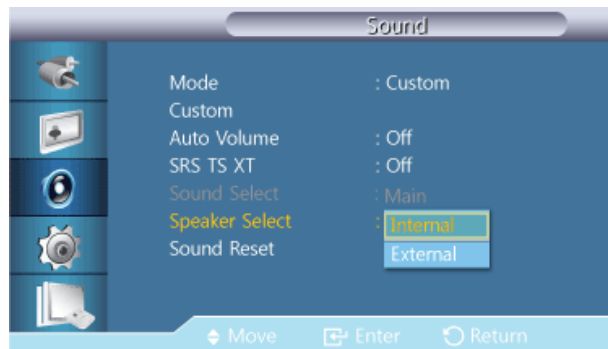 Sound
Mode : Custom
Custom
Auto Volume : Off
SRS TS XT : Off
Sound Select : Main
Speaker Select : Internal
External
Sound Reset
Move Enter Return